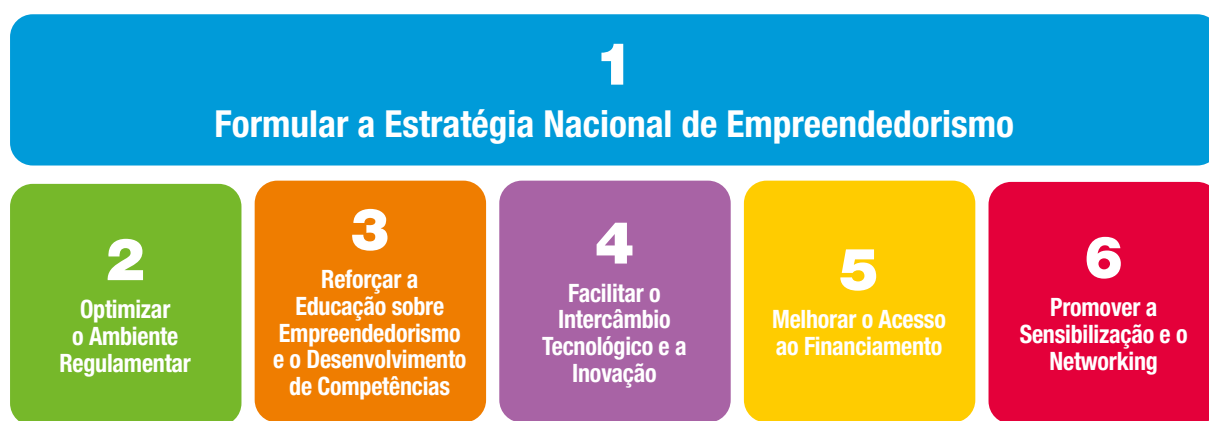 1
Formular a Estratégia Nacional de Empreendedorismo
2
Optimizar
o Ambiente
Regulamentar
3
Reforçar a
Educação sobre
Empreendedorismo
e o Desenvolvimento
de Competências
4
Facilitar o
Intercâmbio
Tecnológico e a
Inovação
5
Melhorar o Acesso
ao Financiamento
6
Promover a
Sensibilização e o
Networking